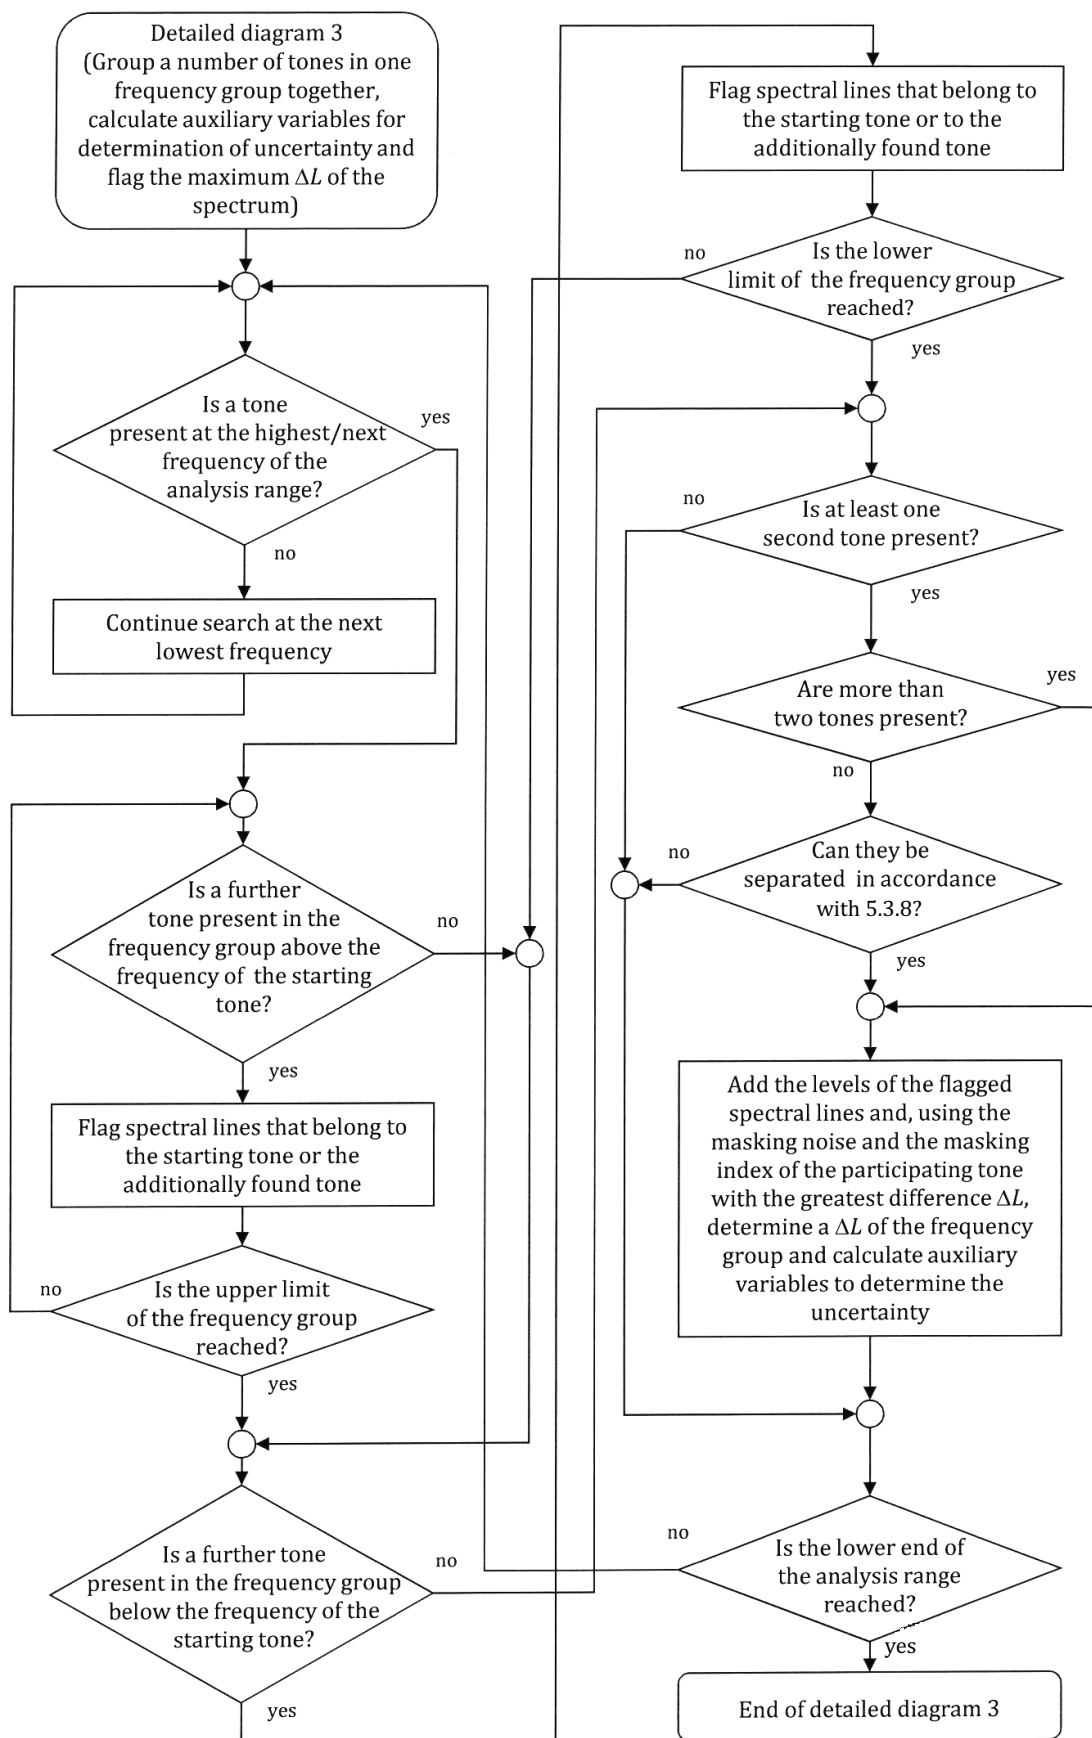 Detailed diagram 3
(Group a number of tones in one
frequency group together,
calculate auxiliary variables for
determination of uncertainty and
flag the maximum ΔL of the
spectrum)
Is a tone
present at the highest/next
frequency of the
analysis range?
yes
no
Continue search at the next
lowest frequency
Is a further
tone present in the
frequency group above the
frequency of the starting
tone?
no
yes
Flag spectral lines that belong to
the starting tone or the
additionally found tone
Is the upper limit
of the frequency group
reached?
no
yes
Is a further tone
present in the frequency group
below the frequency of the
starting tone?
no
yes
Flag spectral lines that belong to
the starting tone or to the
additionally found tone
Is the lower
limit of the frequency group
reached?
no
yes
Is at least one
second tone present?
no
yes
Are more than
two tones present?
yes
no
Can they be
separated in accordance
with 5.3.8?
no
yes
Add the levels of the flagged
spectral lines and, using the
masking noise and the masking
index of the participating tone
with the greatest difference ΔL,
determine a ΔL of the frequency
group and calculate auxiliary
variables to determine the
uncertainty
Is the lower end of
the analysis range
reached?
no
yes
End of detailed diagram 3